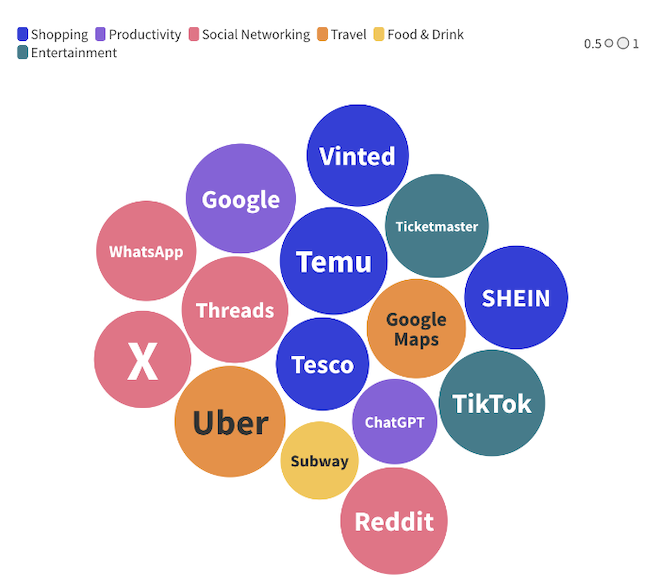 Shopping Productivity Social Networking Travel Food & Drink
Entertainment
0.5 1
Vinted
Google
Ticketmaster
WhatsApp
Temu
SHEIN
Threads
Google
Maps
X
Tesco
TikTok
Uber
ChatGPT
Subway
Reddit